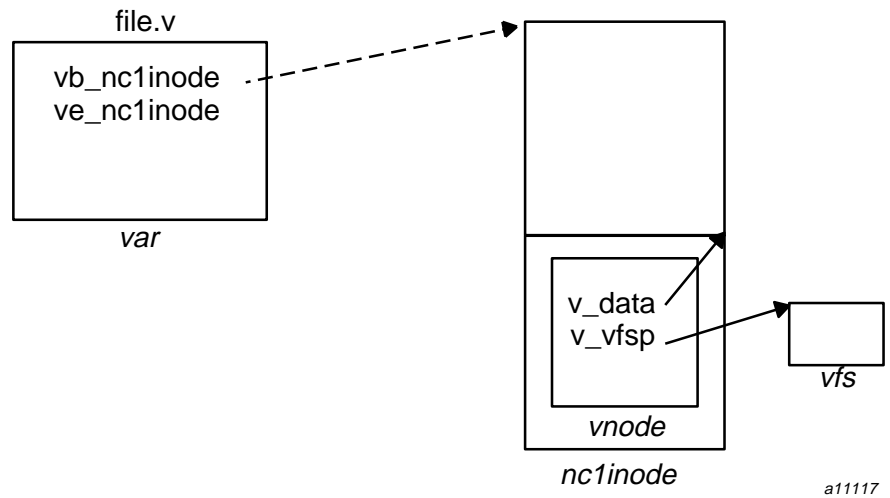 file.v
vb_nc1inode
ve_nc1inode
var
v_data
v_vfsp
vfs
vnode
nc1inode
a11117